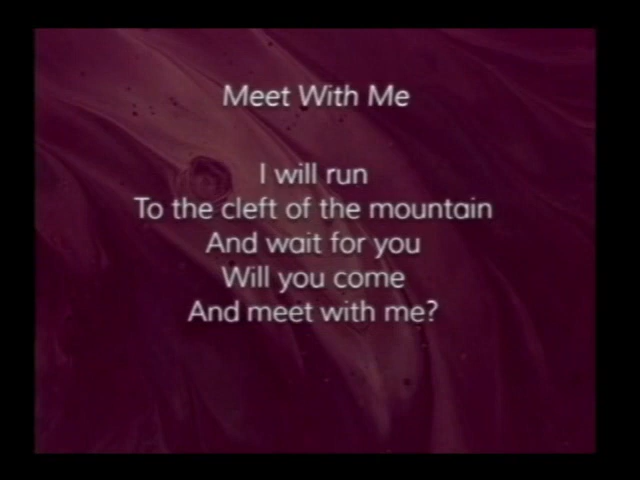 Meet With Me
I will run
To the cleft of the mountain
And wait for you
Will you come
And meet with me?